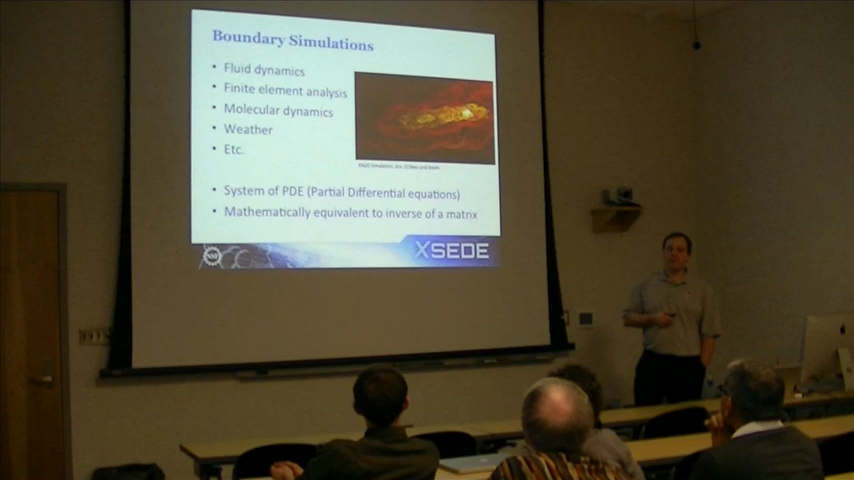 Boundary Simulations
• Fluid dynamics
• Finite element analysis
• Molecular dynamics
• Weather
• Etc.
• System of PDE (Partial Differential equations)
• Mathematically equivalent to inverse of a matrix
XSEDE